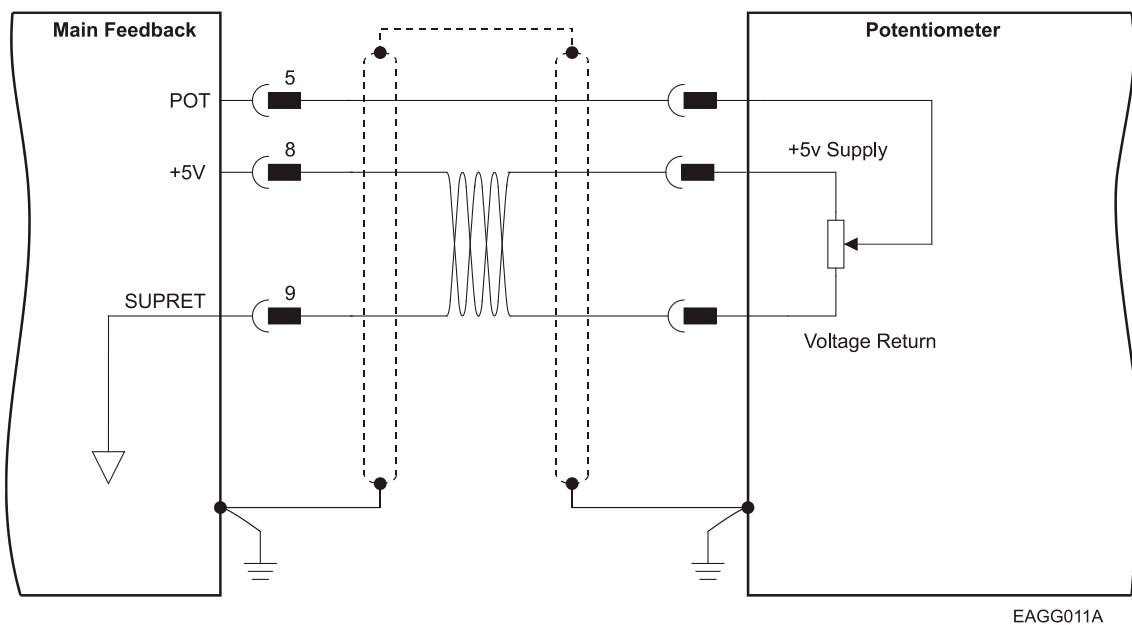 Main Feedback
Potentiometer
POT
5
+5V
8
+5v Supply
SUPRET
9
Voltage Return
EAGG011A